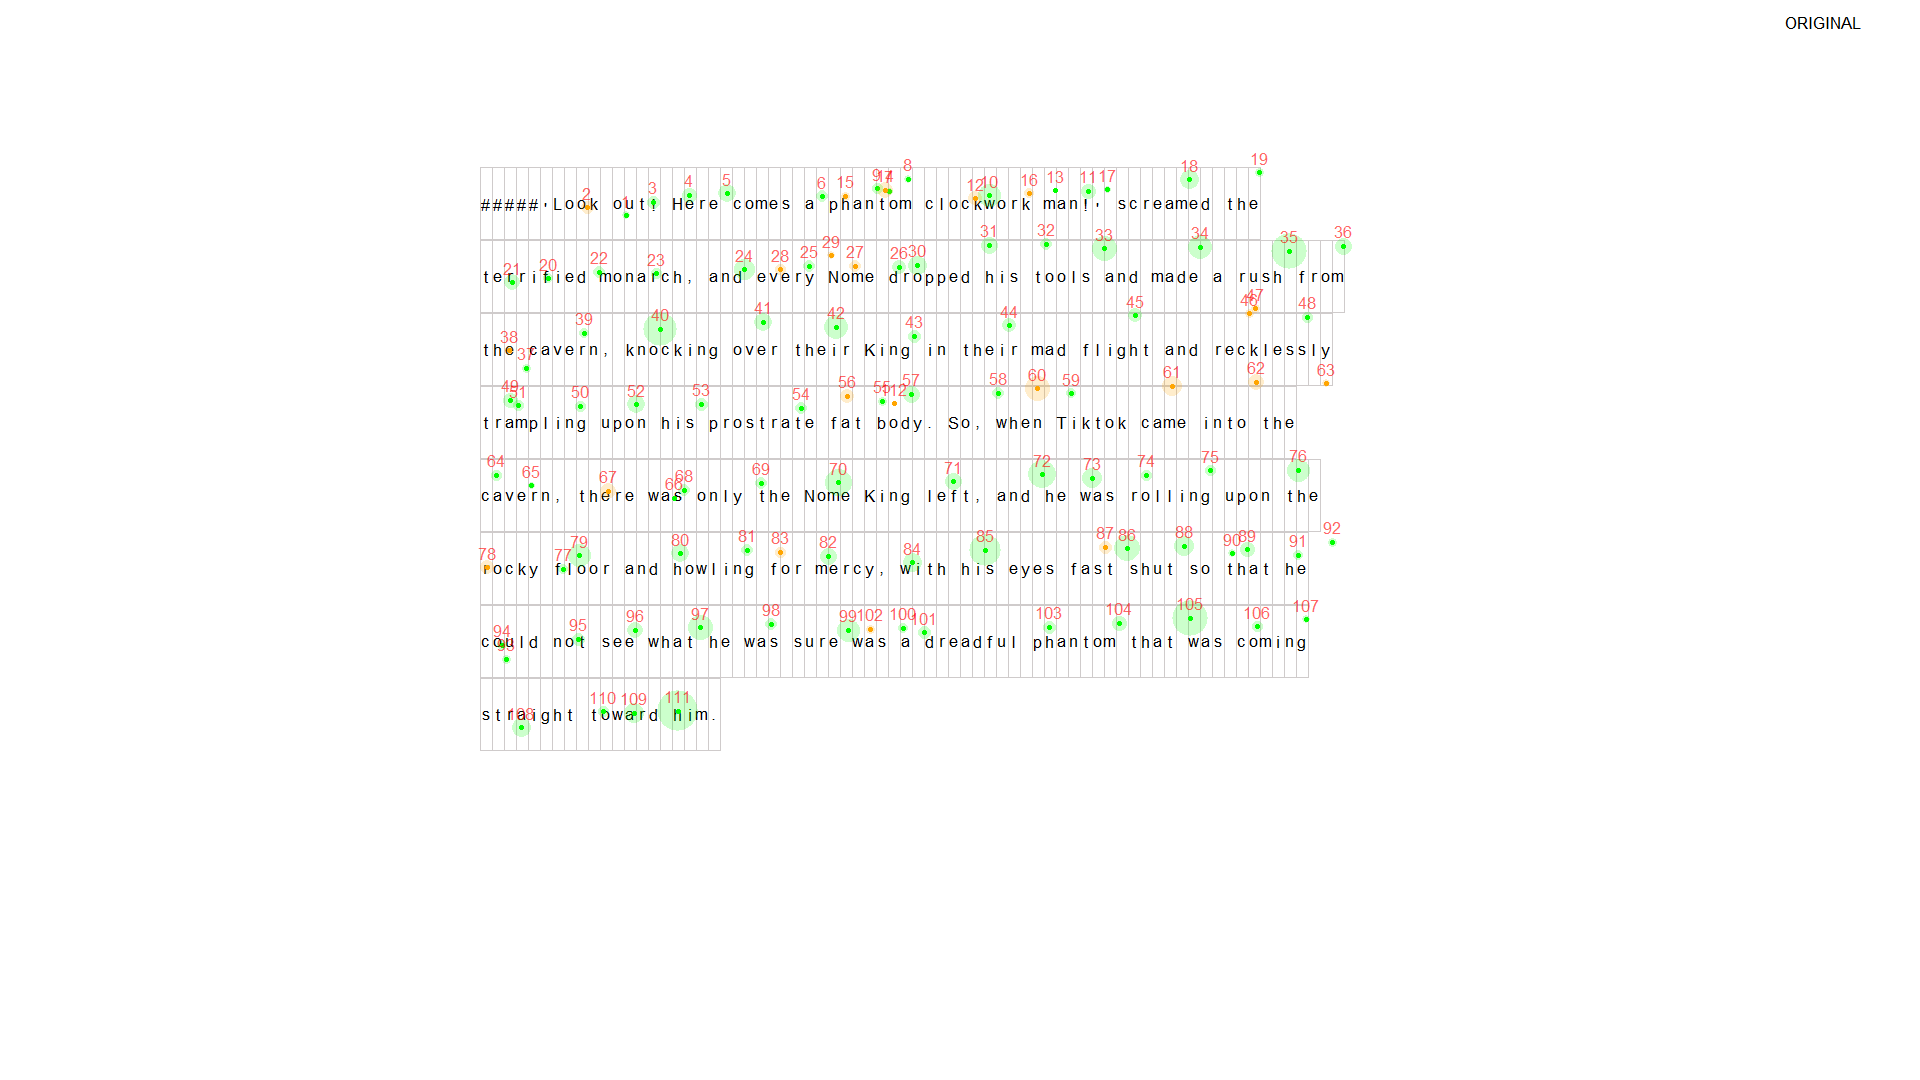 ORIGINAL
#####'Look out! Here comes a phantom clockwork man!' screamed the
terrified monarch, and every Nome dropped his tools and made a rush from
the cavern, knocking over their King in their mad flight and recklessly
trampling upon his prostrate fat body. So, when Tiktok came into the
cavern, there was only the Nome King left, and he was rolling upon the
rocky floor and howling for mercy, with his eyes fast shut so that he
could not see what he was sure was a dreadful phantom that was coming
straight toward him.